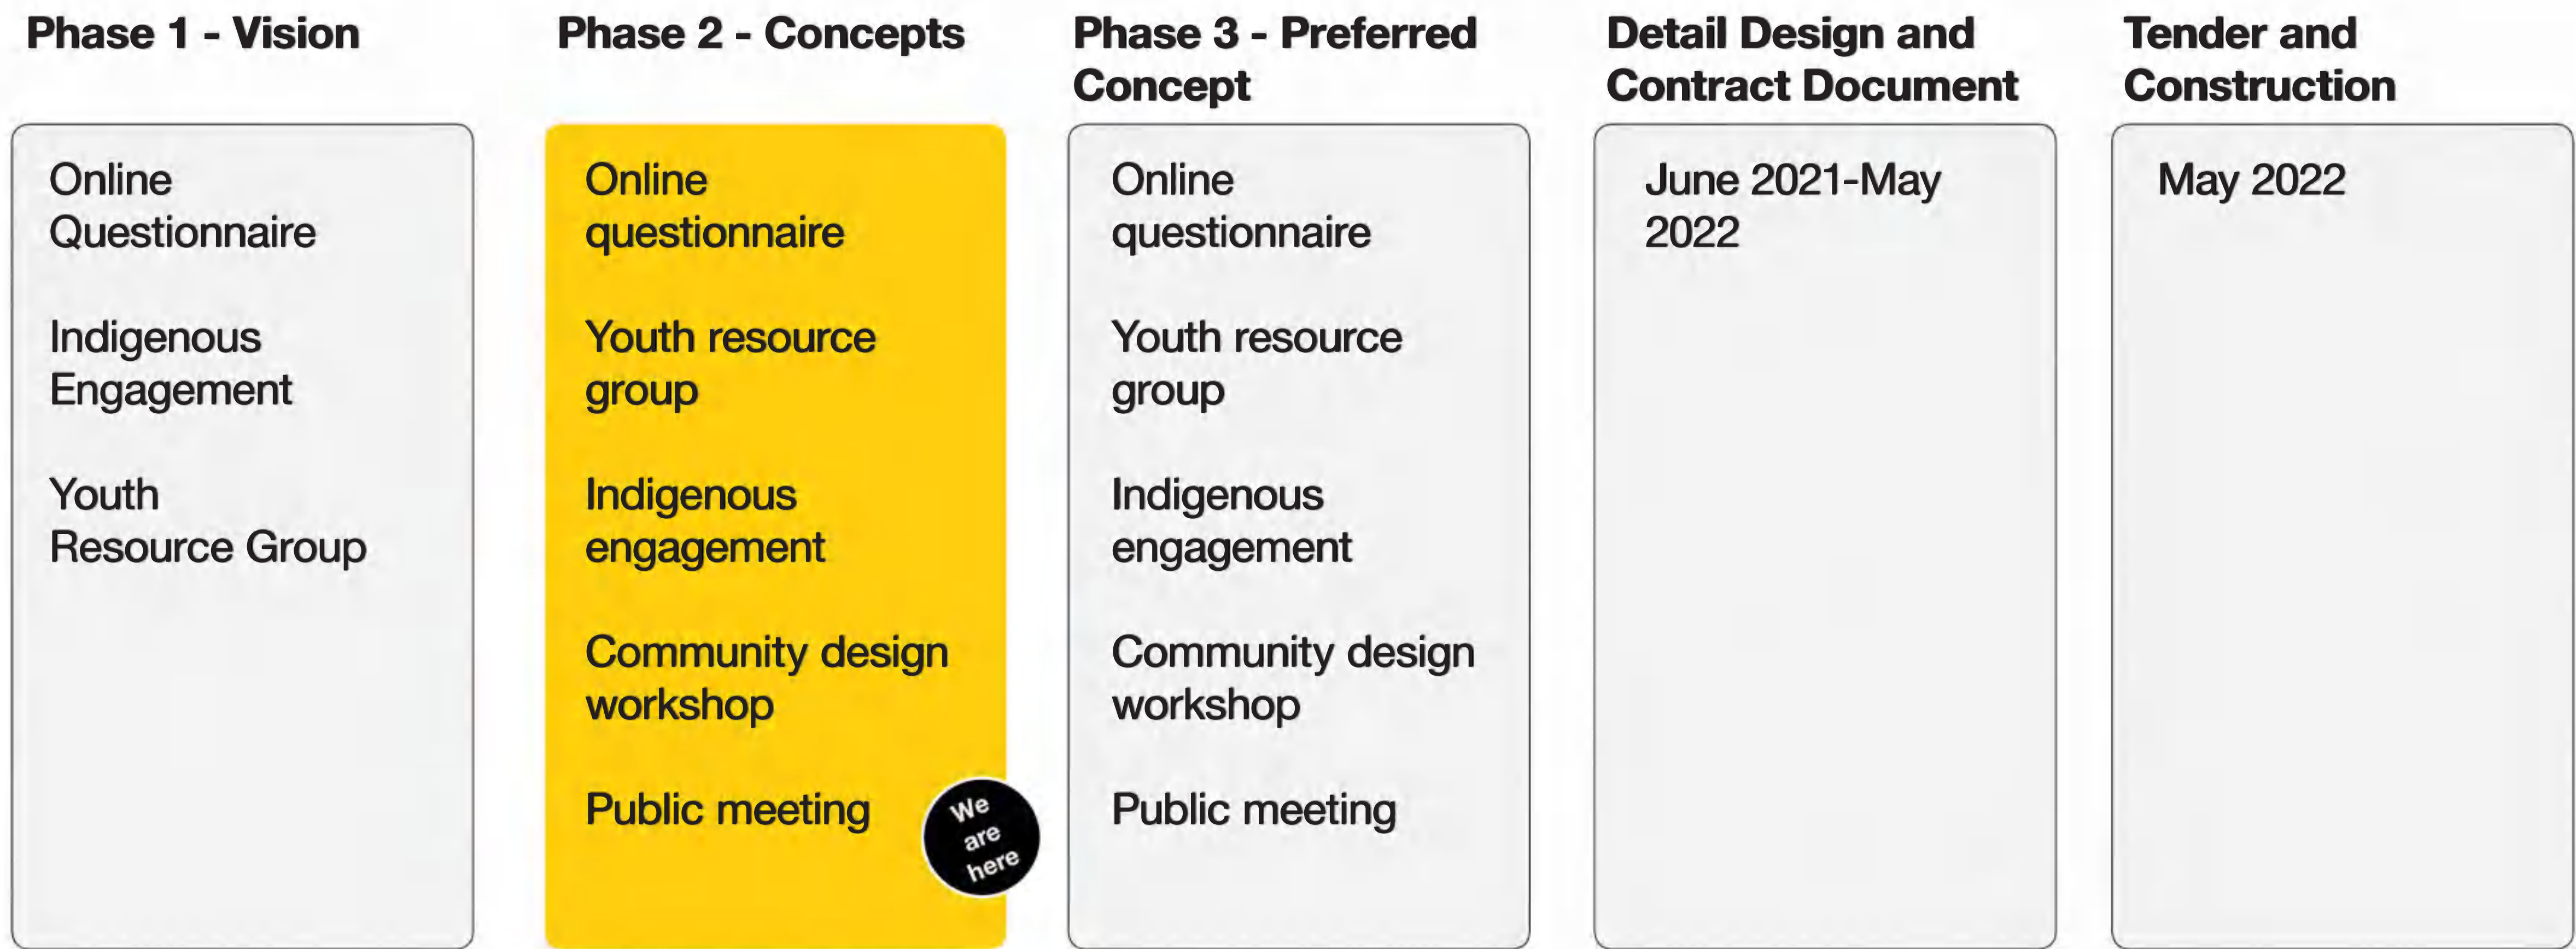 Phase 1 - Vision
Online
Questionnaire
Indigenous
Engagement
Youth
Resource Group
Phase 2 - Concepts
Online
questionnaire
Youth resource
group
Indigenous
engagement
Community design
workshop
Public meeting
We
are
here
Phase 3 - Preferred
Concept
Online
questionnaire
Youth resource
group
Indigenous
engagement
Community design
workshop
Public meeting
Detail Design and
Contract Document
June 2021-May
2022
Tender and
Construction
May 2022